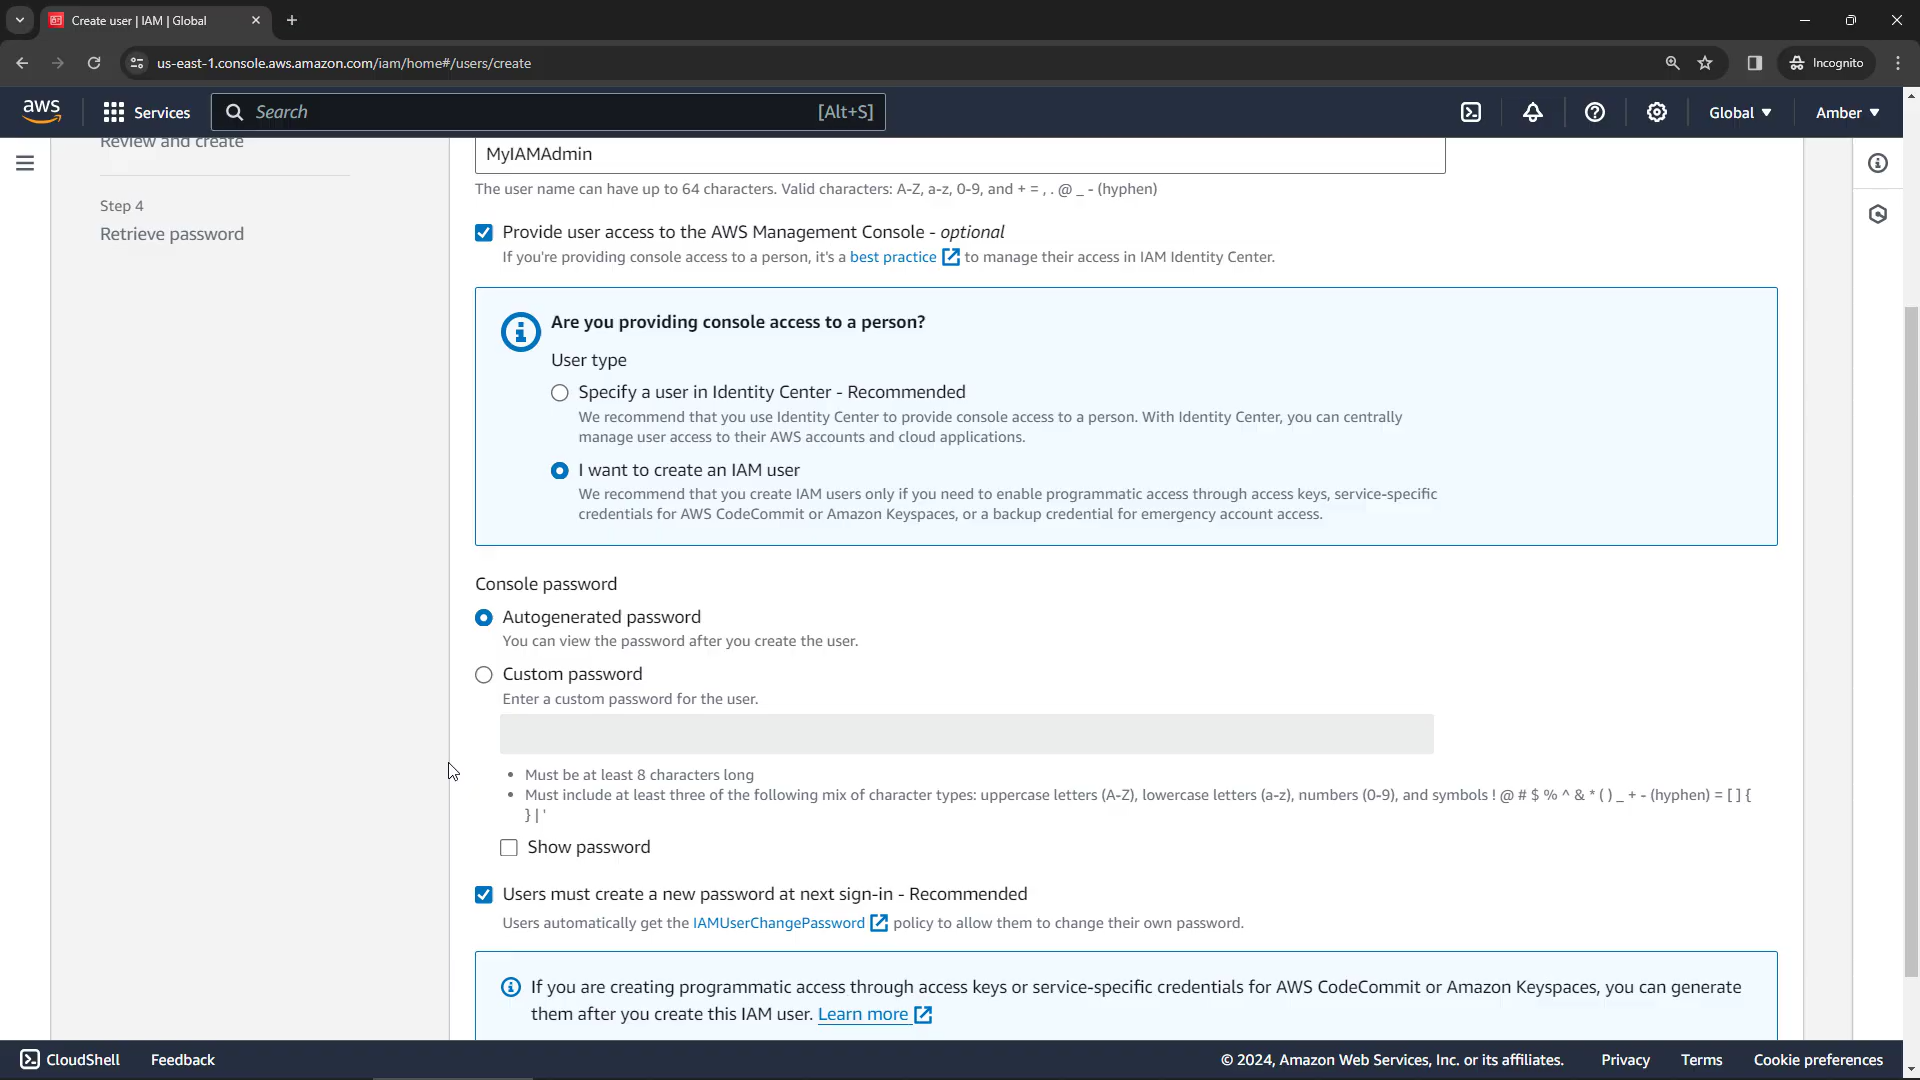 Create user | IAM | Global
us-east-1.console.aws.amazon.com/iam/home#/users/create
Incognito
aws
Services
Search
[Alt+S]
Global
Amber
Review and create
Step 4
Retrieve password
MyIAMAdmin
The user name can have up to 64 characters. Valid characters: A-Z, a-z, 0-9, and + = , . @ _ - (hyphen)
Provide user access to the AWS Management Console - optional
If you're providing console access to a person, it's a best practice to manage their access in IAM Identity Center.
Are you providing console access to a person?
User type
Specify a user in Identity Center - Recommended
We recommend that you use Identity Center to provide console access to a person. With Identity Center, you can centrally
manage user access to their AWS accounts and cloud applications.
I want to create an IAM user
We recommend that you create IAM users only if you need to enable programmatic access through access keys, service-specific
credentials for AWS CodeCommit or Amazon Keyspaces, or a backup credential for emergency account access.
Console password
Autogenerated password
You can view the password after you create the user.
Custom password
Enter a custom password for the user.
• Must be at least 8 characters long
• Must include at least three of the following mix of character types: uppercase letters (A-Z), lowercase letters (a-z), numbers (0-9), and symbols ! @ # $ % ^ & * ( ) _ + - (hyphen) = [ ] {
} | '
Show password
Users must create a new password at next sign-in - Recommended
Users automatically get the IAMUserChangePassword policy to allow them to change their own password.
If you are creating programmatic access through access keys or service-specific credentials for AWS CodeCommit or Amazon Keyspaces, you can generate
them after you create this IAM user. Learn more
CloudShell
Feedback
© 2024, Amazon Web Services, Inc. or its affiliates.
Privacy
Terms
Cookie preferences